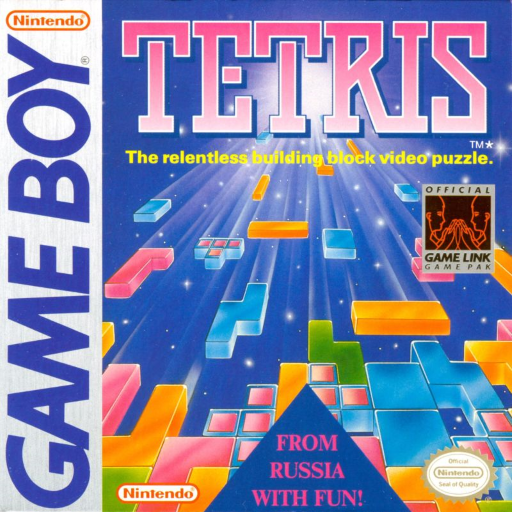 Nintendo
GAME BOY®
TETRIS
TM*
The relentless building block video puzzle.
OFFICIAL
GAME LINK
GAME PAK
FROM
RUSSIA
WITH FUN!
Nintendo
Official
Nintendo
Seal of Quality